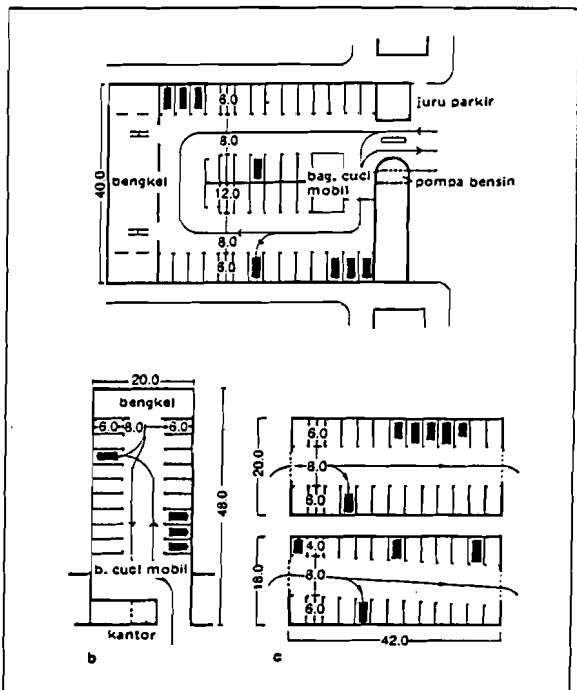 6.0
juru parkir
8.0
40.0
bengkel
bag. cuci
mobil
12.0
pompa bensin
8.0
6.0
20.0
bengkel
6.0 8.0 6.0
48.0
b. cuci mobil
kantor
b
20.0
6.0
8.0
6.0
18.0
4.0
8.0
6.0
42.0
c